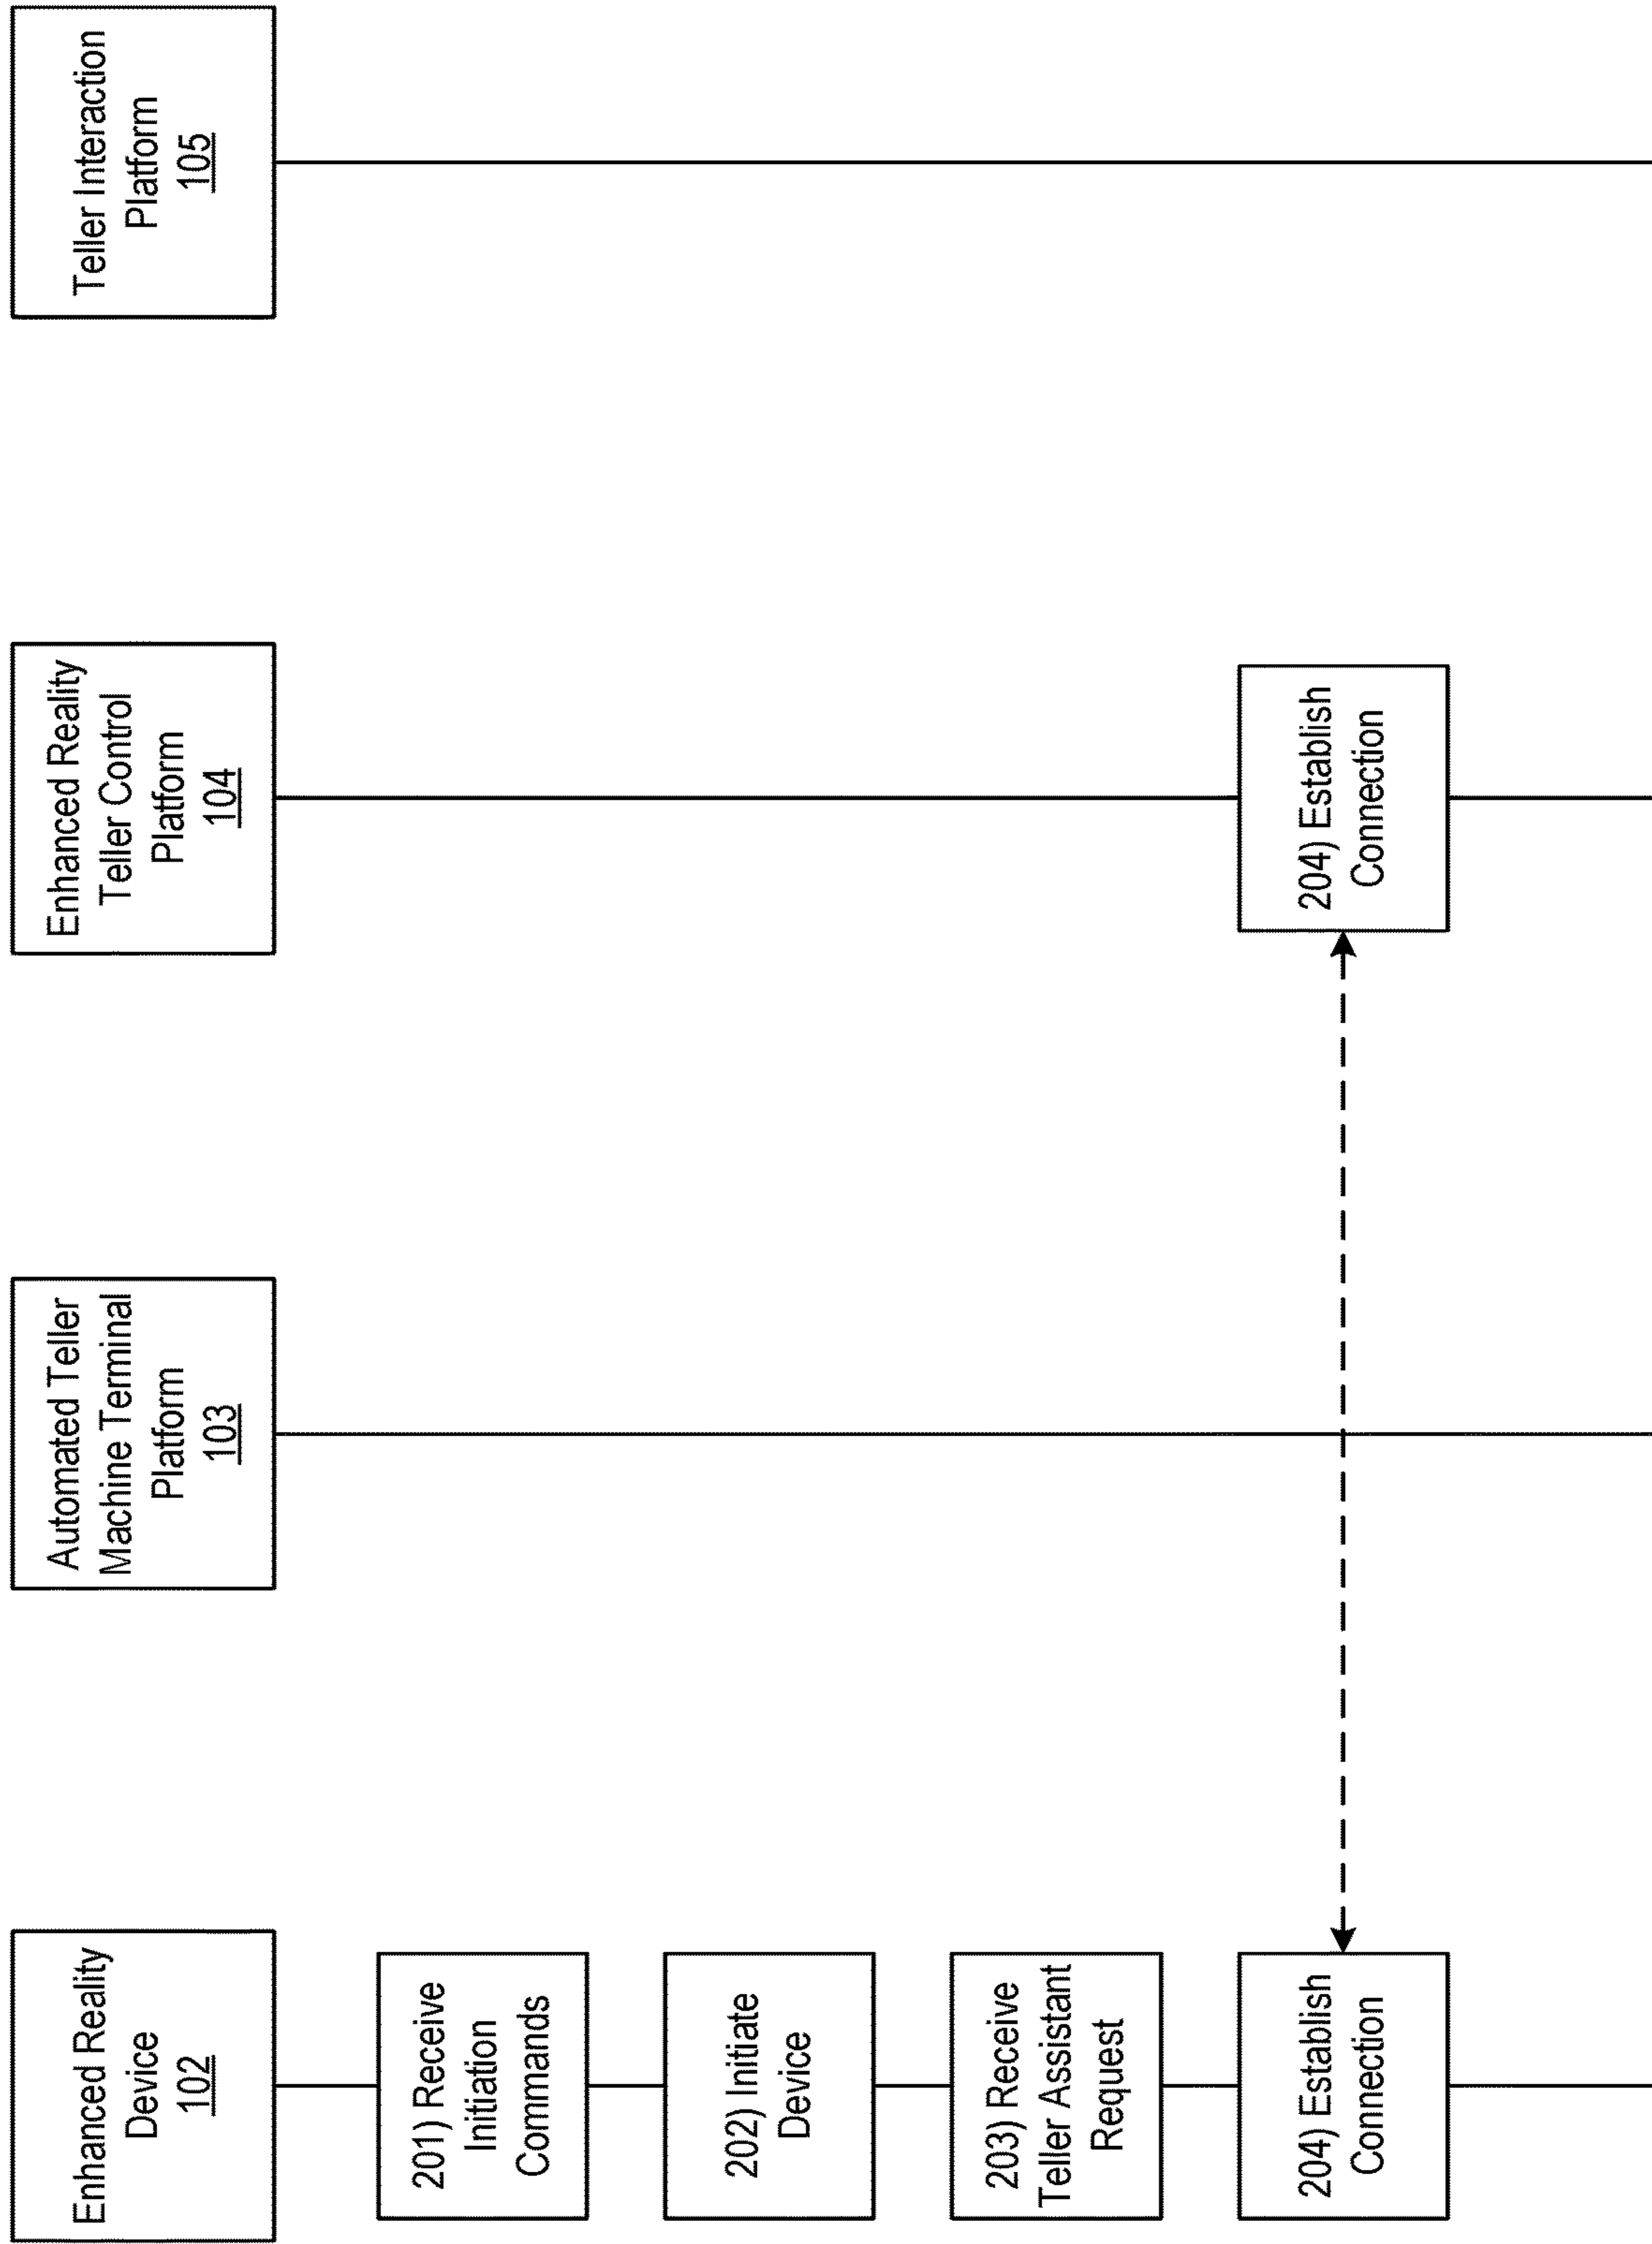 Enhanced Reality
Device
102
Automated Teller
Machine Terminal
Platform
103
Enhanced Reality
Teller Control
Platform
104
Teller Interaction
Platform
105
201) Receive
Initiation
Commands
202) Initiate
Device
203) Receive
Teller Assistant
Request
204) Establish
Connection
204) Establish
Connection